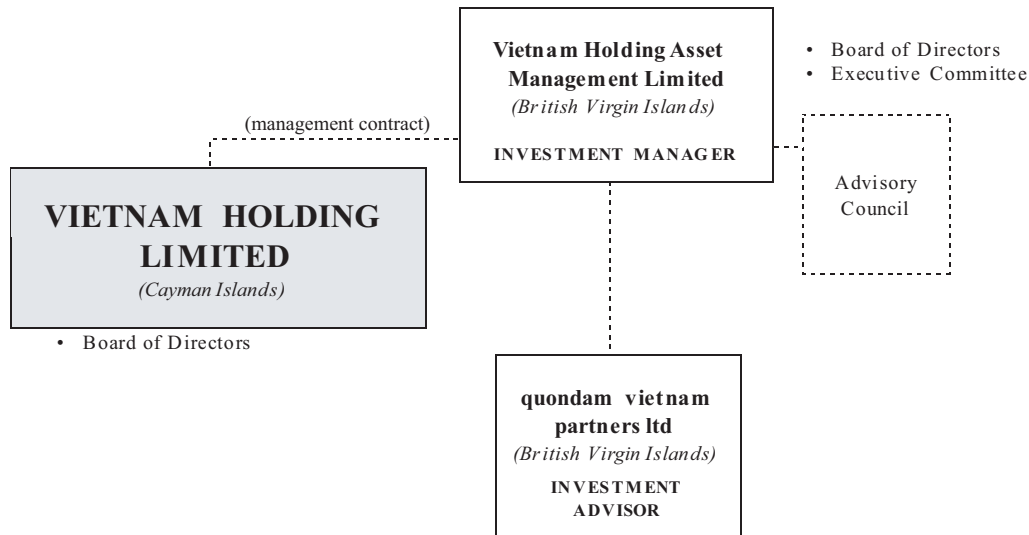 Vietnam Holding Asset
Management Limited
(British Virgin Islands)
INVESTMENT MANAGER
• Board of Directors
• Executive Committee
(management contract)
Advisory
Council
VIETNAM HOLDING
LIMITED
(Cayman Islands)
• Board of Directors
quondam vietnam
partners ltd
(British Virgin Islands)
INVESTMENT
ADVISOR